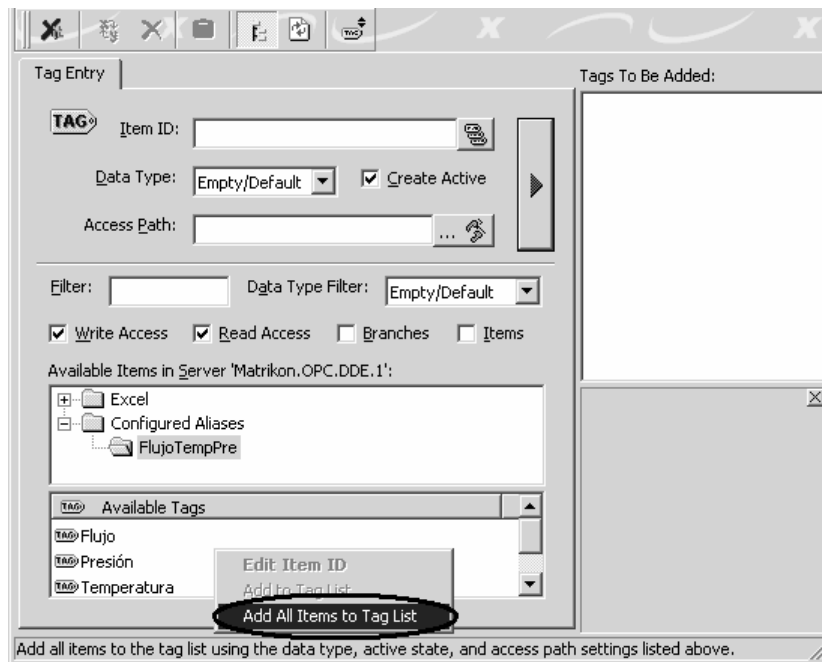 TAG
Tag Entry
Tags To Be Added:
TAG
Item ID:
Data Type: Empty/Default Create Active
Access Path: ...
Filter: Data Type Filter: Empty/Default
Write Access Read Access Branches Items
Available Items in Server 'Matrikon.OPC.DDE.1':
Excel
Configured Aliases
FlujoTempPre
TAG Available Tags
TAG Flujo
TAG Presión
TAG Temperatura
Edit Item ID
Add to Tag List
Add All Items to Tag List
Add all items to the tag list using the data type, active state, and access path settings listed above.